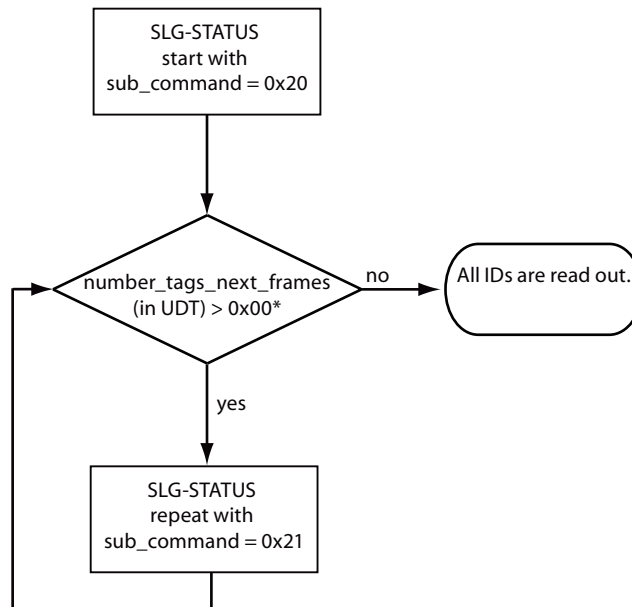 SLG-STATUS
start with
sub_command = 0x20
number_tags_next_frames
(in UDT) > 0x00*
no
All IDs are read out.
yes
SLG-STATUS
repeat with
sub_command = 0x21